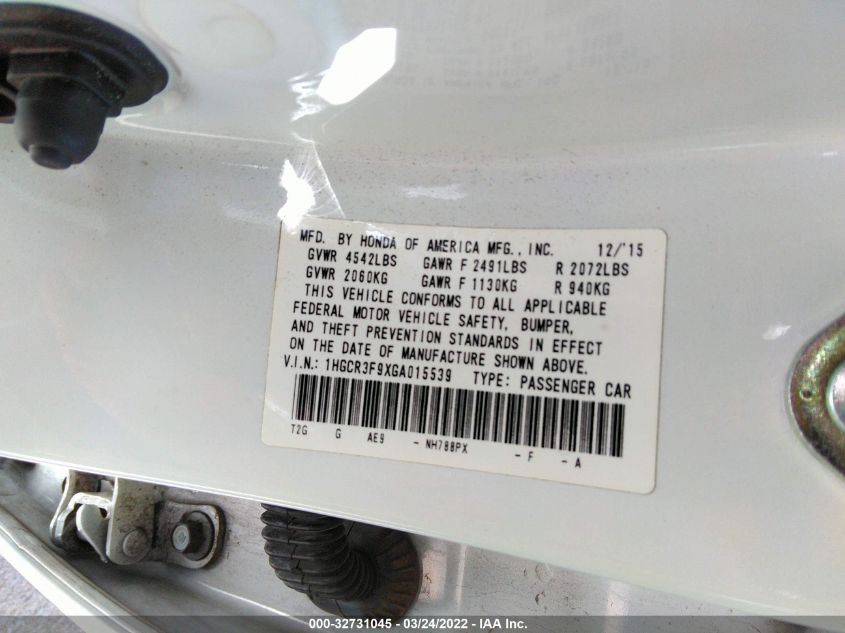 MFD. BY HONDA OF AMERICA MFG., INC. 12/'15
GVWR 4542LBS GAWR F 2491LBS R 2072LBS
GVWR 2060KG GAWR F 1130KG R 940KG
THIS VEHICLE CONFORMS TO ALL APPLICABLE
FEDERAL MOTOR VEHICLE SAFETY, BUMPER,
AND THEFT PREVENTION STANDARDS IN EFFECT
ON THE DATE OF MANUFACTURE SHOWN ABOVE.
V.I.N.: 1HGCR3F9XGA015539 TYPE: PASSENGER CAR
T2G G AE9 - NH788PX - F - A
000-32731045 - 03/24/2022 - IAA Inc.